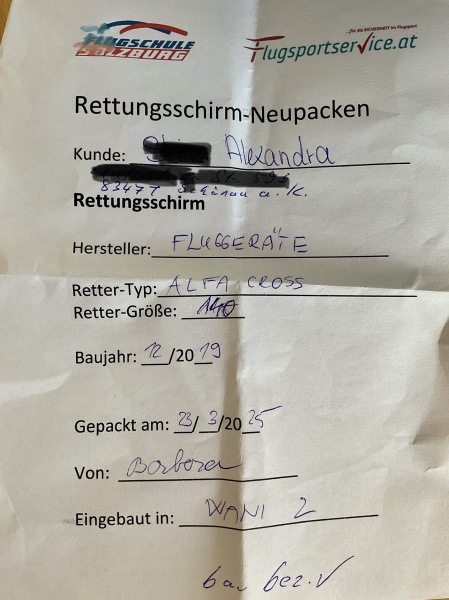 FLUGSCHULE
SALZBURG
...für die SICHERHEIT im Flugsport
Flugsportservice.at
Rettungsschirm-Neupacken
Kunde: Alexandra
83471 a. K.
Rettungsschirm
Hersteller: FLUGGERÄTE
Retter-Typ: ALFA CROSS
Retter-Größe: 140
Baujahr: 12/2019
Gepackt am: 23/3/2025
Von: Barbora
Eingebaut in: WANI 2
bar bez. √